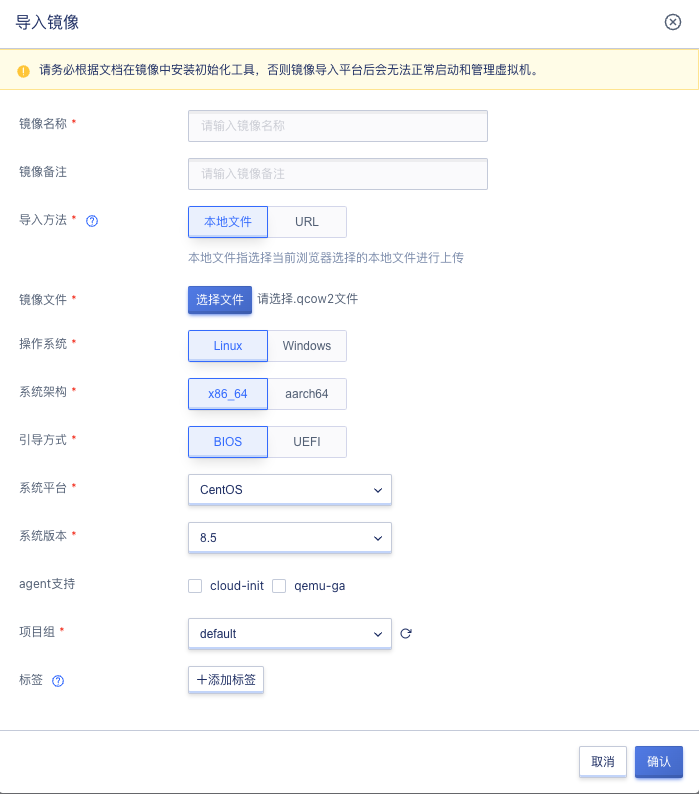 导入镜像
请务必根据文档在镜像中安装初始化工具，否则镜像导入平台后会无法正常启动和管理虚拟机。
镜像名称 * 请输入镜像名称
镜像备注 请输入镜像备注
导入方法 * 本地文件 URL
本地文件指选择当前浏览器选择的本地文件进行上传
镜像文件 * 选择文件 请选择.qcow2文件
操作系统 * Linux Windows
系统架构 * x86_64 aarch64
引导方式 * BIOS UEFI
系统平台 * CentOS
系统版本 * 8.5
agent支持 cloud-init qemu-ga
项目组 * default
标签 +添加标签
取消 确认